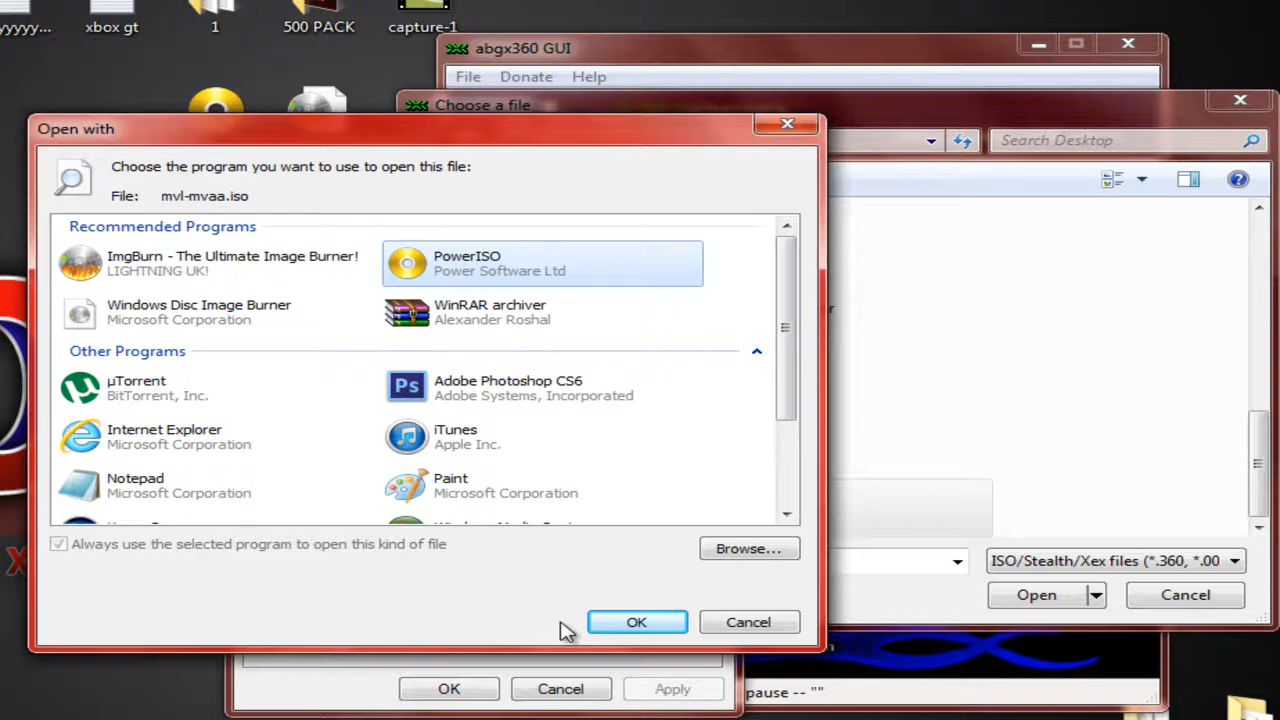 yyyyy...
xbox gt
1
500 PACK
capture-1
abgx360 GUI
File Donate Help
Choose a file
Search Desktop
Open with
Choose the program you want to use to open this file:
File: mvl-mvaa.iso
Recommended Programs
ImgBurn - The Ultimate Image Burner!
LIGHTNING UK!
PowerISO
Power Software Ltd
Windows Disc Image Burner
Microsoft Corporation
WinRAR archiver
Alexander Roshal
Other Programs
µTorrent
BitTorrent, Inc.
Ps
Adobe Photoshop CS6
Adobe Systems, Incorporated
Internet Explorer
Microsoft Corporation
iTunes
Apple Inc.
Notepad
Microsoft Corporation
Paint
Microsoft Corporation
Always use the selected program to open this kind of file
Browse...
OK
Cancel
ISO/Stealth/Xex files (*.360, *.00
Open
Cancel
OK
Cancel
Apply
pause -- ""